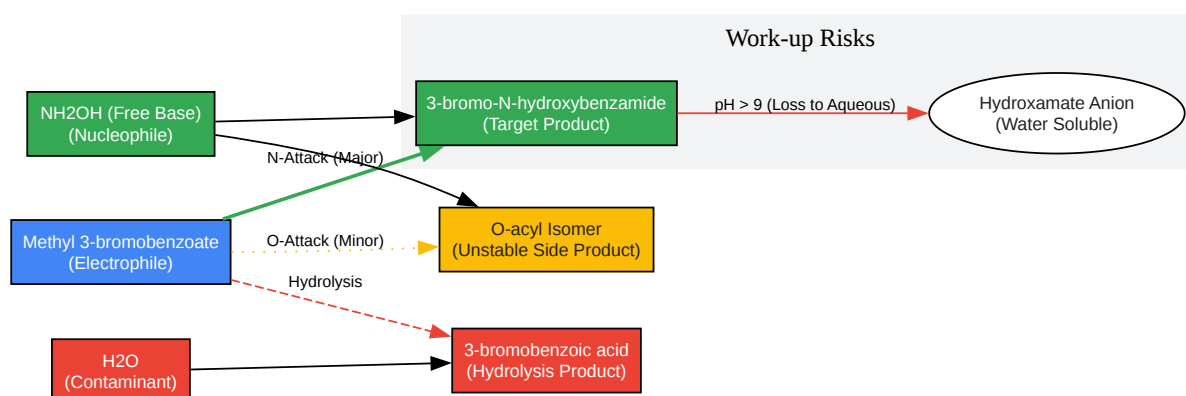 Work-up Risks
NH2OH (Free Base)
(Nucleophile)
3-bromo-N-hydroxybenzamide
(Target Product)
pH > 9 (Loss to Aqueous)
Hydroxamate Anion
(Water Soluble)
N-Attack (Major)
Methyl 3-bromobenzoate
(Electrophile)
O-Attack (Minor)
O-acyl Isomer
(Unstable Side Product)
Hydrolysis
H2O
(Contaminant)
3-bromobenzoic acid
(Hydrolysis Product)